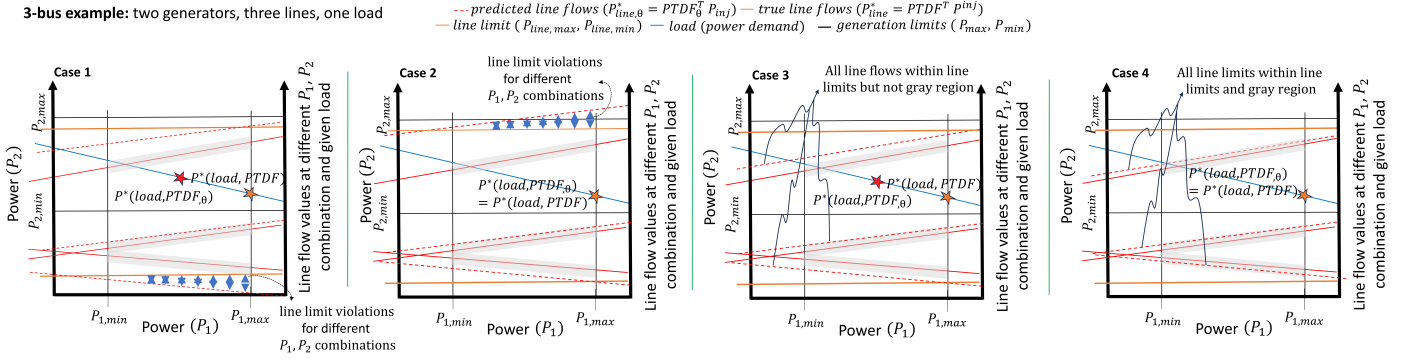 3-bus example: two generators, three lines, one load
predicted line flows (P*line,θ = PTDFθ^T Pinj) true line flows (P*line = PTDF^T P^inj)
line limit ( Pline,max, Pline,min) load (power demand) generation limits ( Pmax, Pmin)
Case 1
P2,max
P2,min
Power (P2)
P*(load, PTDF)
P*(load,PTDF,θ)
P1,min
P1,max
Power (P1)
line limit violations
for different
P1, P2 combinations
Line flow values at different P1, P2
combination and given load
Case 2
line limit violations
for different
P1, P2 combinations
P2,max
P2,min
Power (P2)
P*(load,PTDF,θ)
= P*(load, PTDF)
P1,min
P1,max
Power (P1)
Line flow values at different P1, P2
combination and given load
Case 3
All line flows within line
limits but not gray region
P2,max
P2,min
Power (P2)
P*(load, PTDF)
P*(load,PTDF,θ)
P1,min
P1,max
Power (P1)
Line flow values at different P1, P2
combination and given load
Case 4
All line limits within line
limits and gray region
P2,max
P2,min
Power (P2)
P*(load,PTDF,θ)
= P*(load, PTDF)
P1,min
P1,max
Power (P1)
Line flow values at different P1, P2
combination and given load